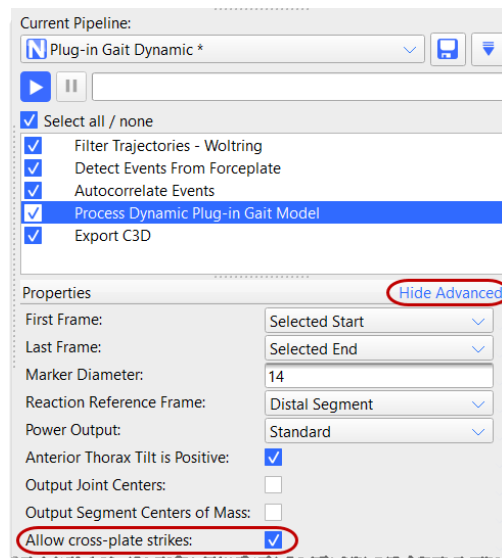 Current Pipeline:
Plug-in Gait Dynamic *
Select all / none
Filter Trajectories - Woltring
Detect Events From Forceplate
Autocorrelate Events
Process Dynamic Plug-in Gait Model
Export C3D
Properties Hide Advanced
First Frame: Selected Start
Last Frame: Selected End
Marker Diameter: 14
Reaction Reference Frame: Distal Segment
Power Output: Standard
Anterior Thorax Tilt is Positive:
Output Joint Centers:
Output Segment Centers of Mass:
Allow cross-plate strikes: